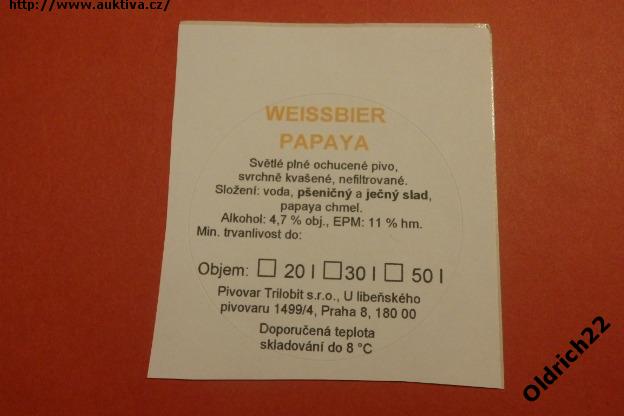 http://www.auktiva.cz/
WEISSBIER
PAPAYA
Světlé plné ochucené pivo,
svrchně kvašené, nefiltrované.
Složení: voda, pšeničný a ječný slad,
papaya chmel.
Alkohol: 4,7 % obj., EPM: 11 % hm.
Min. trvanlivost do:
Objem: ☐ 20 l ☐ 30 l ☐ 50 l
Pivovar Trilobit s.r.o., U libeňského
pivovaru 1499/4, Praha 8, 180 00
Doporučená teplota
skladování do 8 °C
Oldrich22